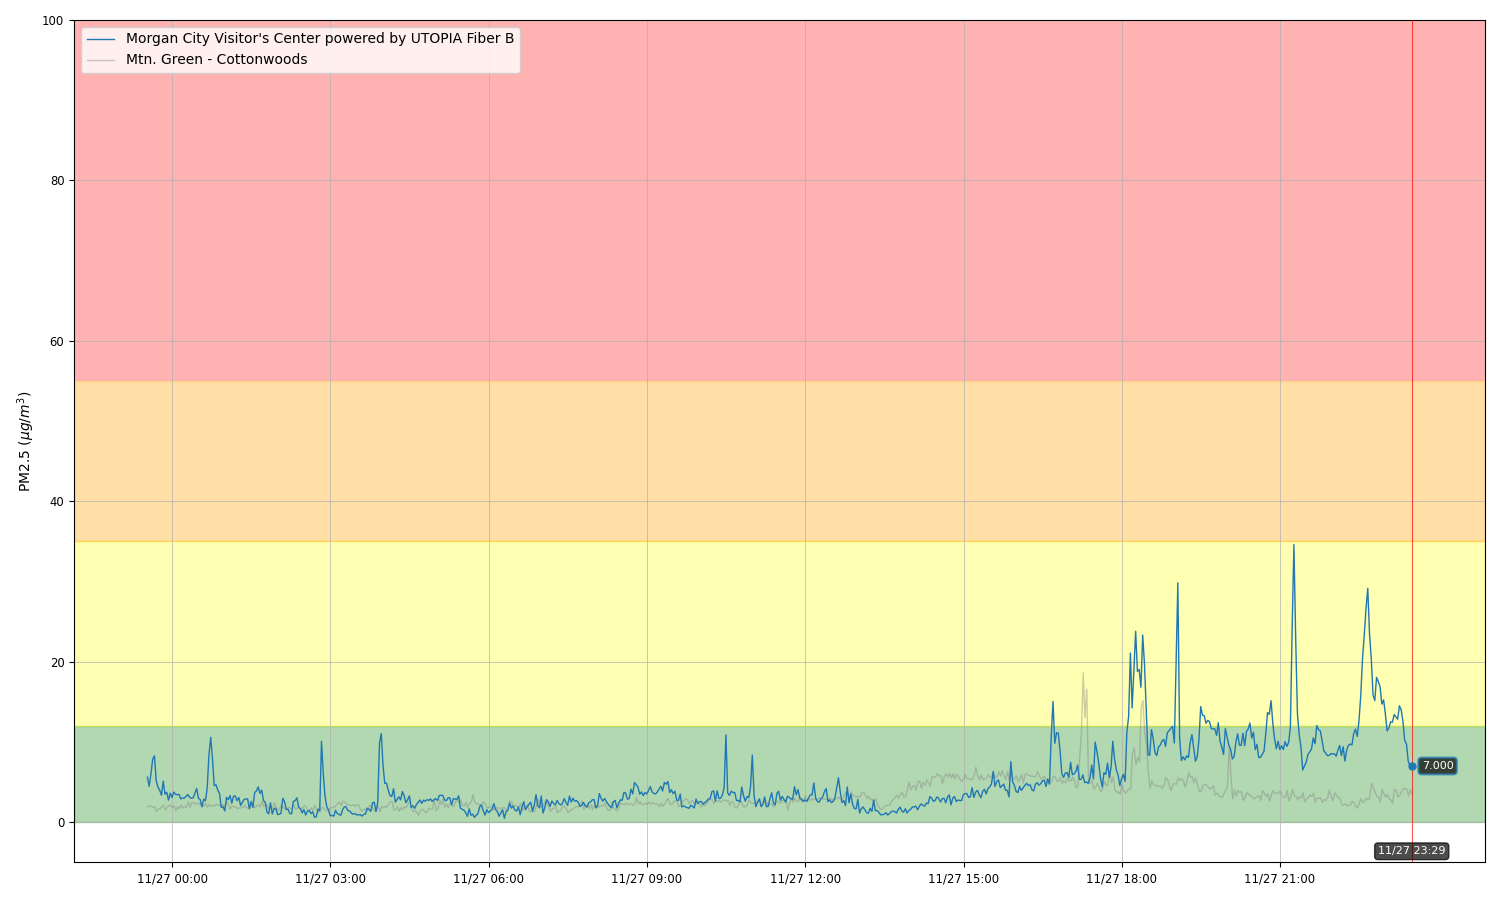 100
Morgan City Visitor's Center powered by UTOPIA Fiber B
Mtn. Green - Cottonwoods
80
60
40
20
0
PM2.5 (μg/m³)
7.000
11/27 23:29
11/27 00:00 11/27 03:00 11/27 06:00 11/27 09:00 11/27 12:00 11/27 15:00 11/27 18:00 11/27 21:00